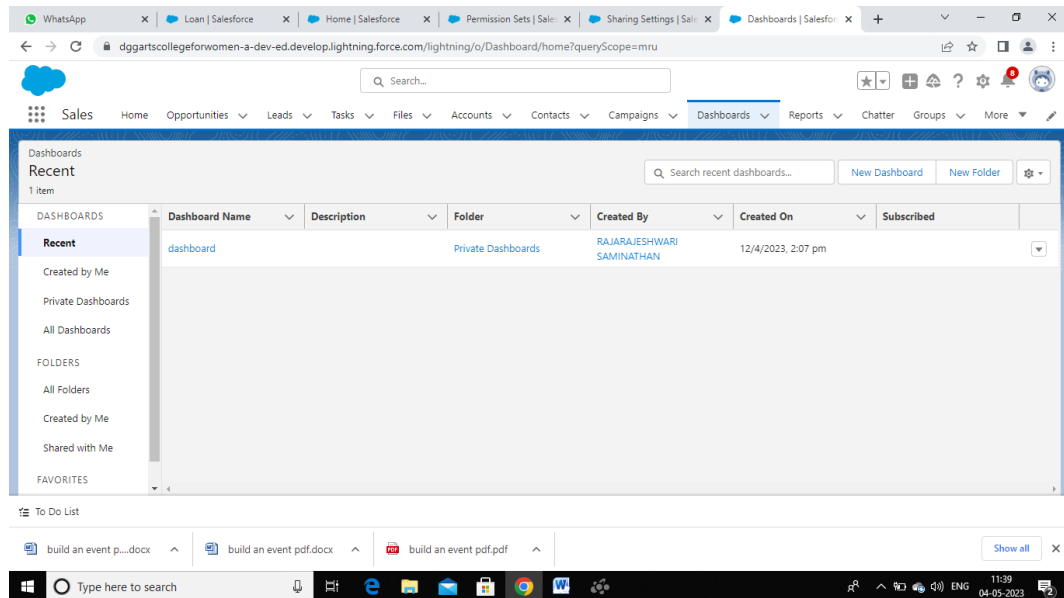 WhatsApp
Loan | Salesforce
Home | Salesforce
Permission Sets | Sales
Sharing Settings | Sale
Dashboards | Salesfor
dggartscollegeforwomen-a-dev-ed.develop.lightning.force.com/lightning/o/Dashboard/home?queryScope=mru
Search...
8
Sales Home Opportunities Leads Tasks Files Accounts Contacts Campaigns Dashboards Reports Chatter Groups More
Dashboards
Recent
1 item
Search recent dashboards...
New Dashboard
New Folder
DASHBOARDS
Recent
Created by Me
Private Dashboards
All Dashboards
FOLDERS
All Folders
Created by Me
Shared with Me
FAVORITES
Dashboard Name Description Folder Created By Created On Subscribed
dashboard Private Dashboards RAJARAJESHWARI 12/4/2023, 2:07 pm
SAMINATHAN
To Do List
build an event p....docx
build an event pdf.docx
PDF
build an event pdf.pdf
Show all
Type here to search
W
ENG
11:39
04-05-2023
2